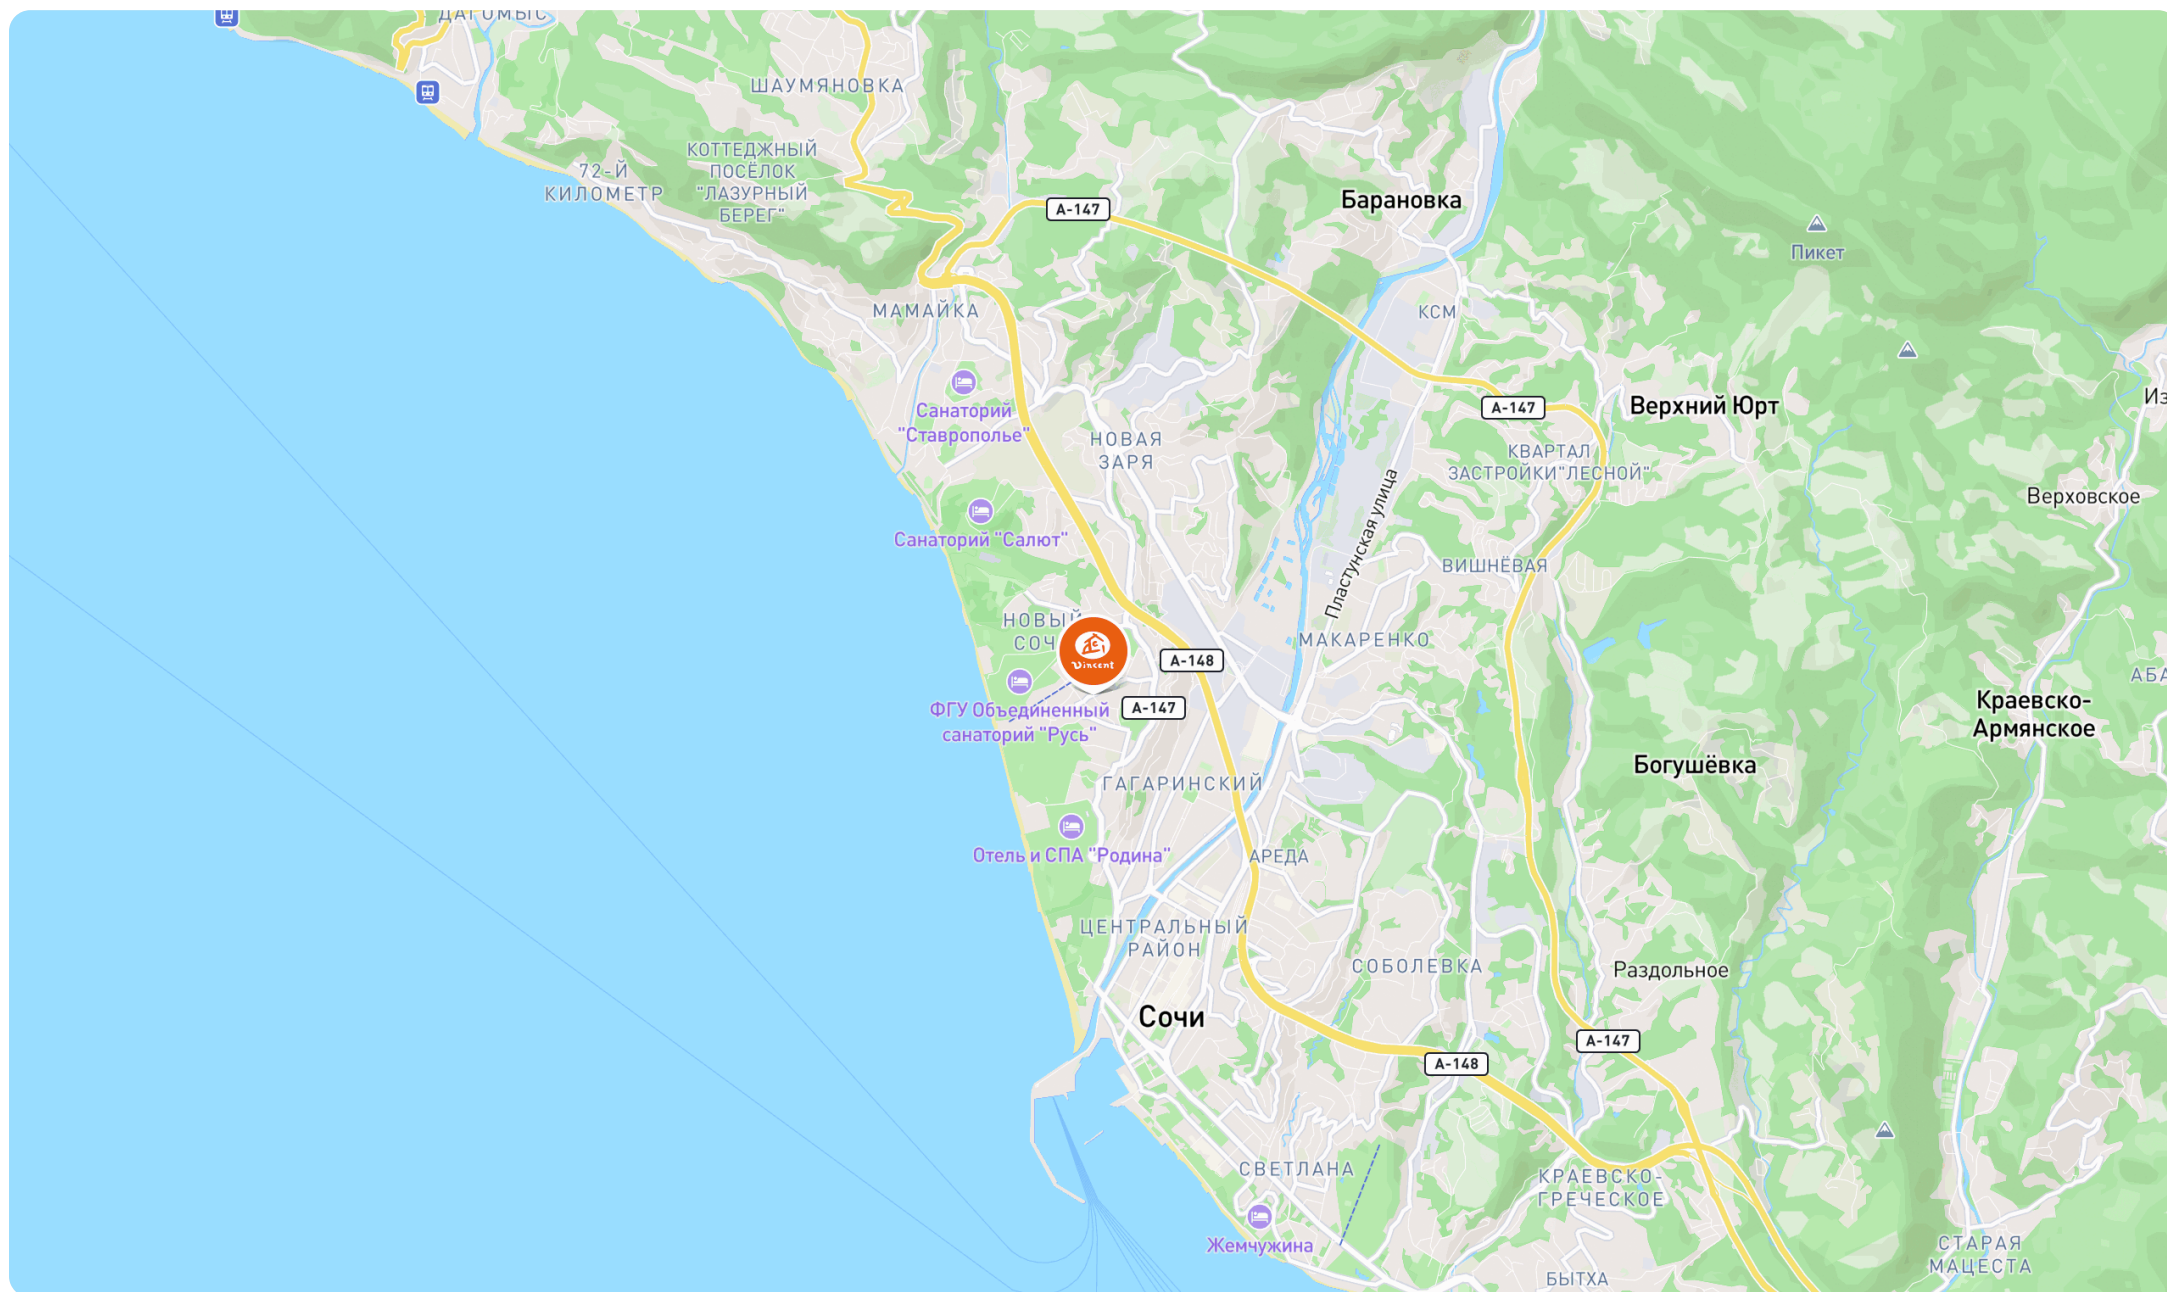 ДАГОМЫС
ШАУМЯНОВКА
КОТТЕДЖНЫЙ
ПОСЁЛОК
"ЛАЗУРНЫЙ
БЕРЕГ"
72-Й
КИЛОМЕТР
А-147
Барановка
Пикет
МАМАЙКА
КСМ
Санаторий
"Ставрополье"
НОВАЯ
ЗАРЯ
А-147
Верхний Юрт
КВАРТАЛ
ЗАСТРОЙКИ"ЛЕСНОЙ"
Верховское
Пластунская улица
Санаторий "Салют"
ВИШНЁВАЯ
НОВЫЙ
СОЧ
Vincent
МАКАРЕНКО
А-148
А-147
ФГУ Объединенный
санаторий "Русь"
Краевско-
Армянское
Богушёвка
ГАГАРИНСКИЙ
Отель и СПА "Родина"
АРЕДА
ЦЕНТРАЛЬНЫЙ
РАЙОН
СОБОЛЕВКА
Раздольное
Сочи
А-147
А-148
СВЕТЛАНА
КРАЕВСКО-
ГРЕЧЕСКОЕ
Жемчужина
СТАРАЯ
МАЦЕСТА
БЫТХА